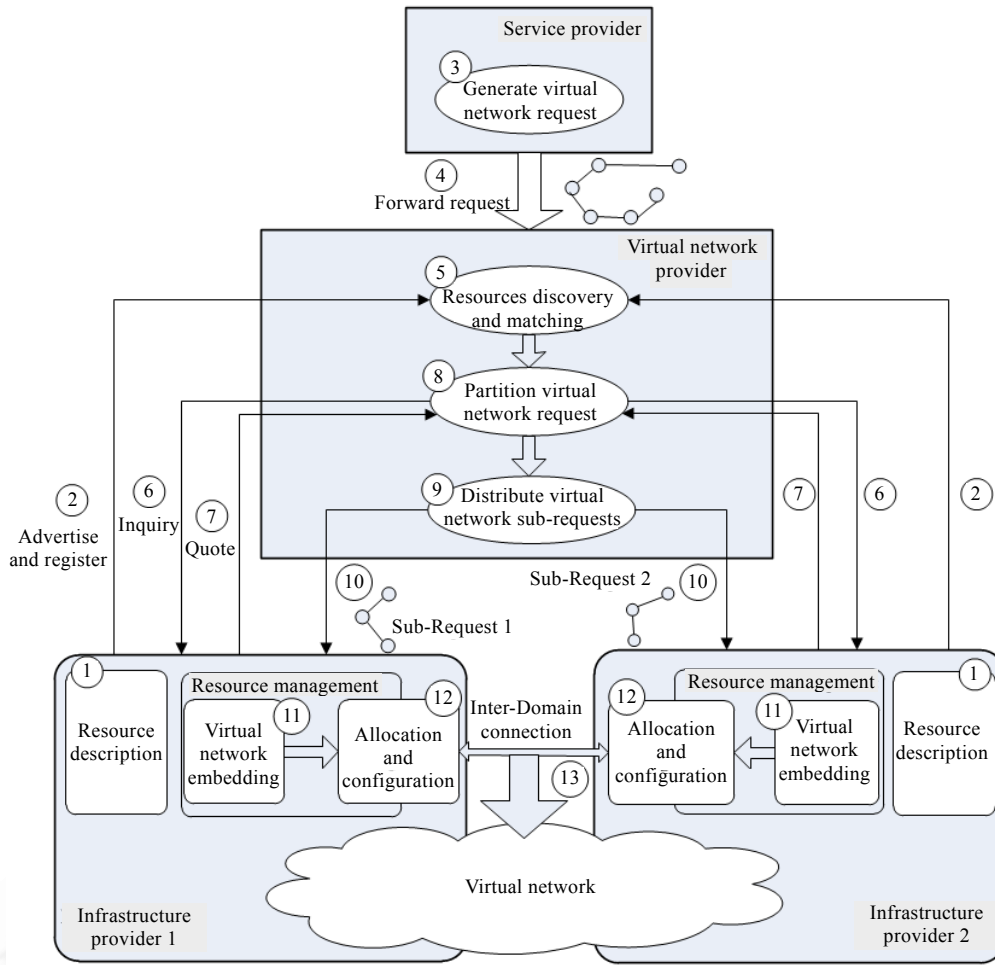 Service provider
3
Generate virtual
network request
4
Forward request
Virtual network
provider
5
Resources discovery
and matching
8
Partition virtual
network request
9
Distribute virtual
network sub-requests
2
Advertise
and register
6
Inquiry
7
Quote
7
6
2
10
Sub-Request 1
Sub-Request 2
10
1
Resource
description
Resource management
11
Virtual
network
embedding
12
Allocation
and
configuration
Inter-Domain
connection
13
12
Allocation
and
configuration
Resource management
11
Virtual
network
embedding
1
Resource
description
Virtual network
Infrastructure
provider 1
Infrastructure
provider 2